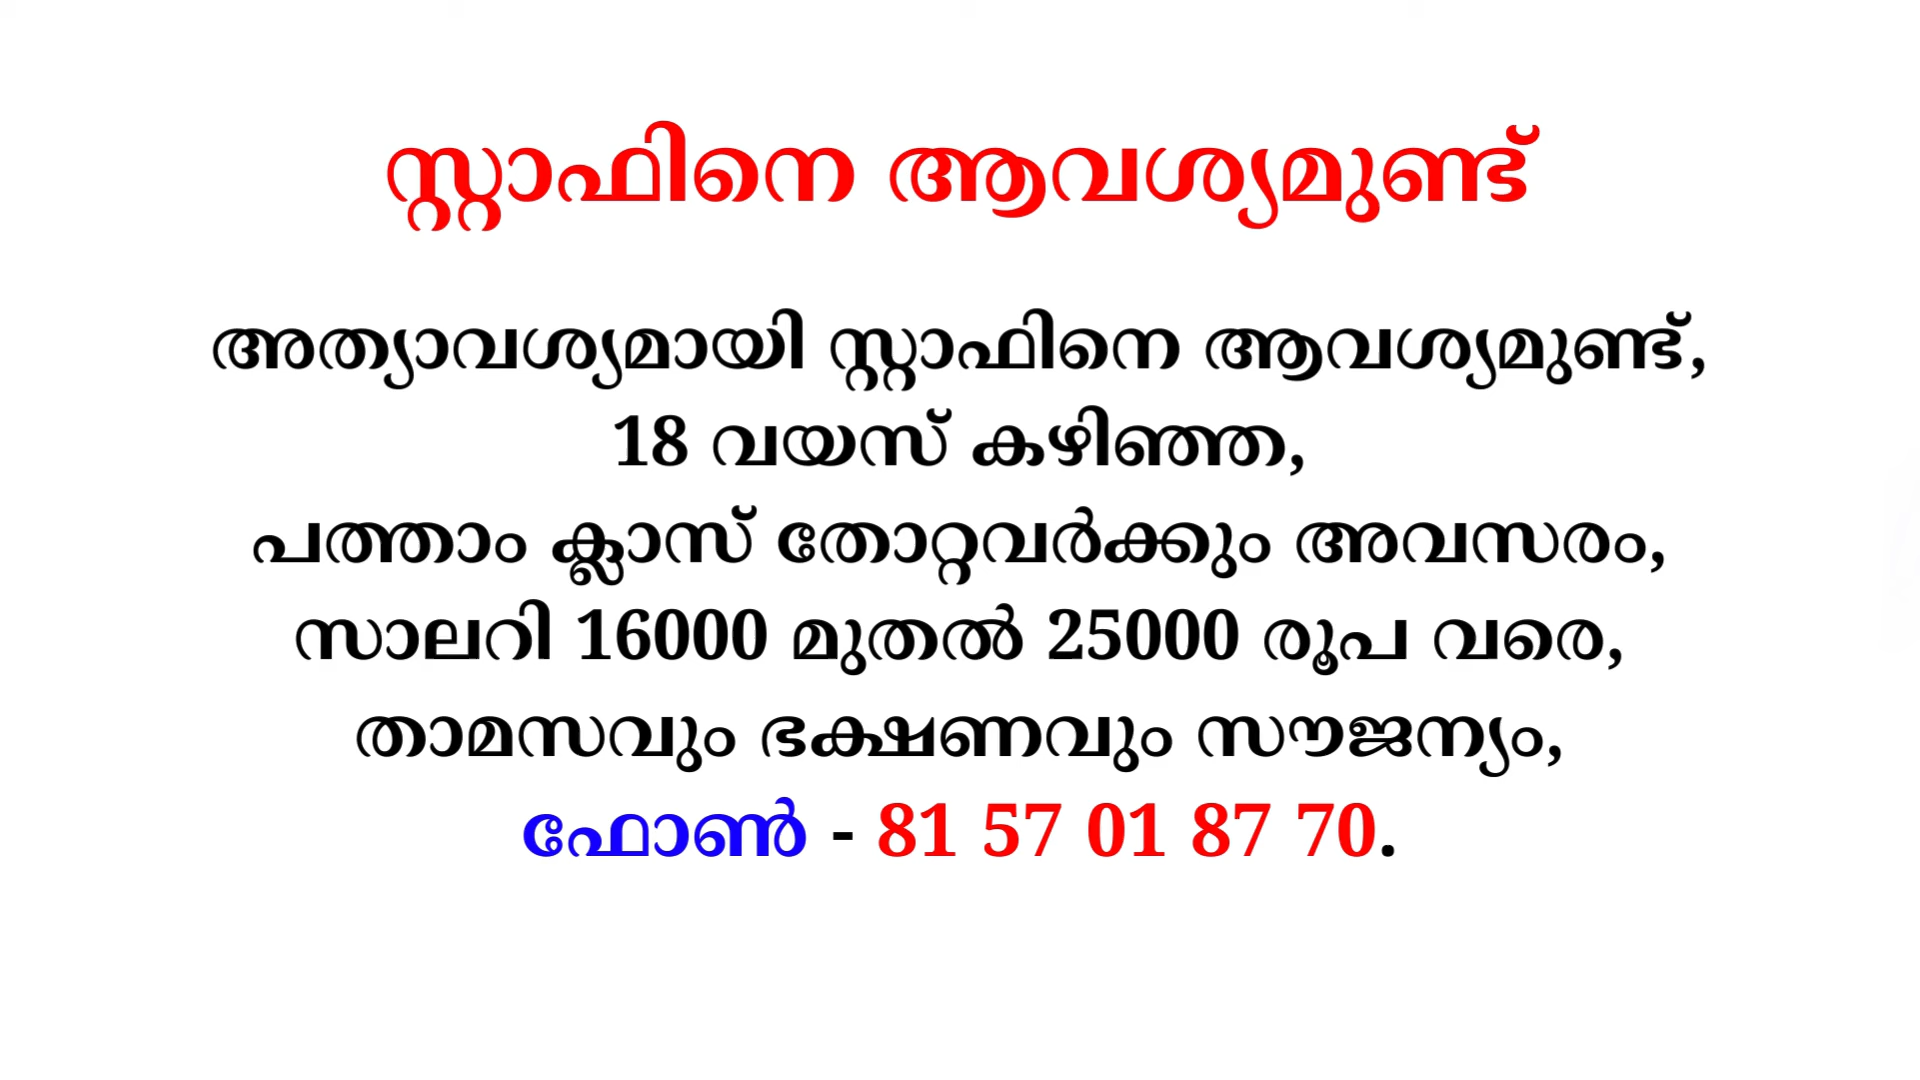 സ്റ്റാഫിനെ ആവശ്യമുണ്ട്
അത്യാവശ്യമായി സ്റ്റാഫിനെ ആവശ്യമുണ്ട്,
18 വയസ് കഴിഞ്ഞ,
പത്താം ക്ലാസ് തോറ്റവർക്കും അവസരം,
സാലറി 16000 മുതൽ 25000 രൂപ വരെ,
താമസവും ഭക്ഷണവും സൗജന്യം,
ഫോൺ - 81 57 01 87 70.